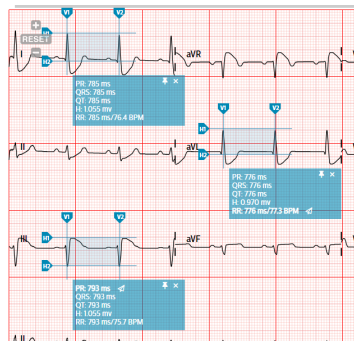 V1 V2
H1
RESET
I
H2
aVR
PR: 785 ms
QRS: 785 ms
QT: 785 ms
H: 1.055 mv
RR: 785 ms/76.4 BPM
V1 V2
H1
II
aVL
H2
PR: 776 ms
QRS: 776 ms
QT: 776 ms
H: 0.970 mv
RR: 776 ms/77.3 BPM
V1 V2
III
H1
aVF
H2
PR: 793 ms
QRS: 793 ms
QT: 793 ms
H: 1.055 mv
RR: 793 ms/75.7 BPM
II